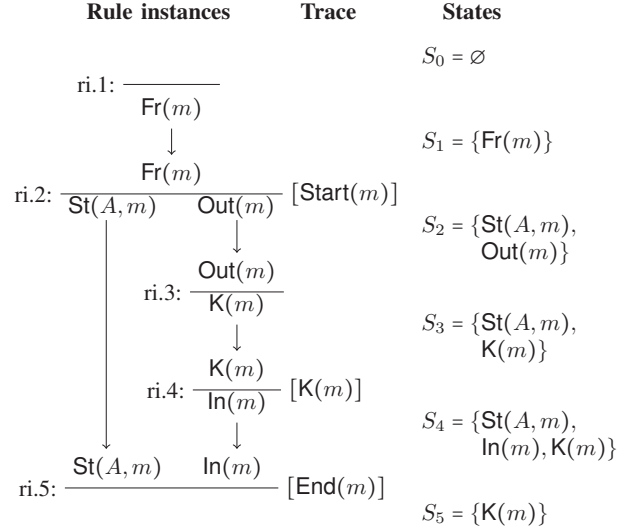 Rule instances Trace States
S₀ = ∅
ri.1:
Fr(m)
S₁ = {Fr(m)}
Fr(m)
ri.2: [Start(m)]
St(A, m) Out(m)
S₂ = {St(A, m),
Out(m)}
Out(m)
ri.3:
K(m)
S₃ = {St(A, m),
K(m)}
K(m)
ri.4: [K(m)]
In(m)
S₄ = {St(A, m),
In(m), K(m)}
St(A, m) In(m)
ri.5: [End(m)]
S₅ = {K(m)}